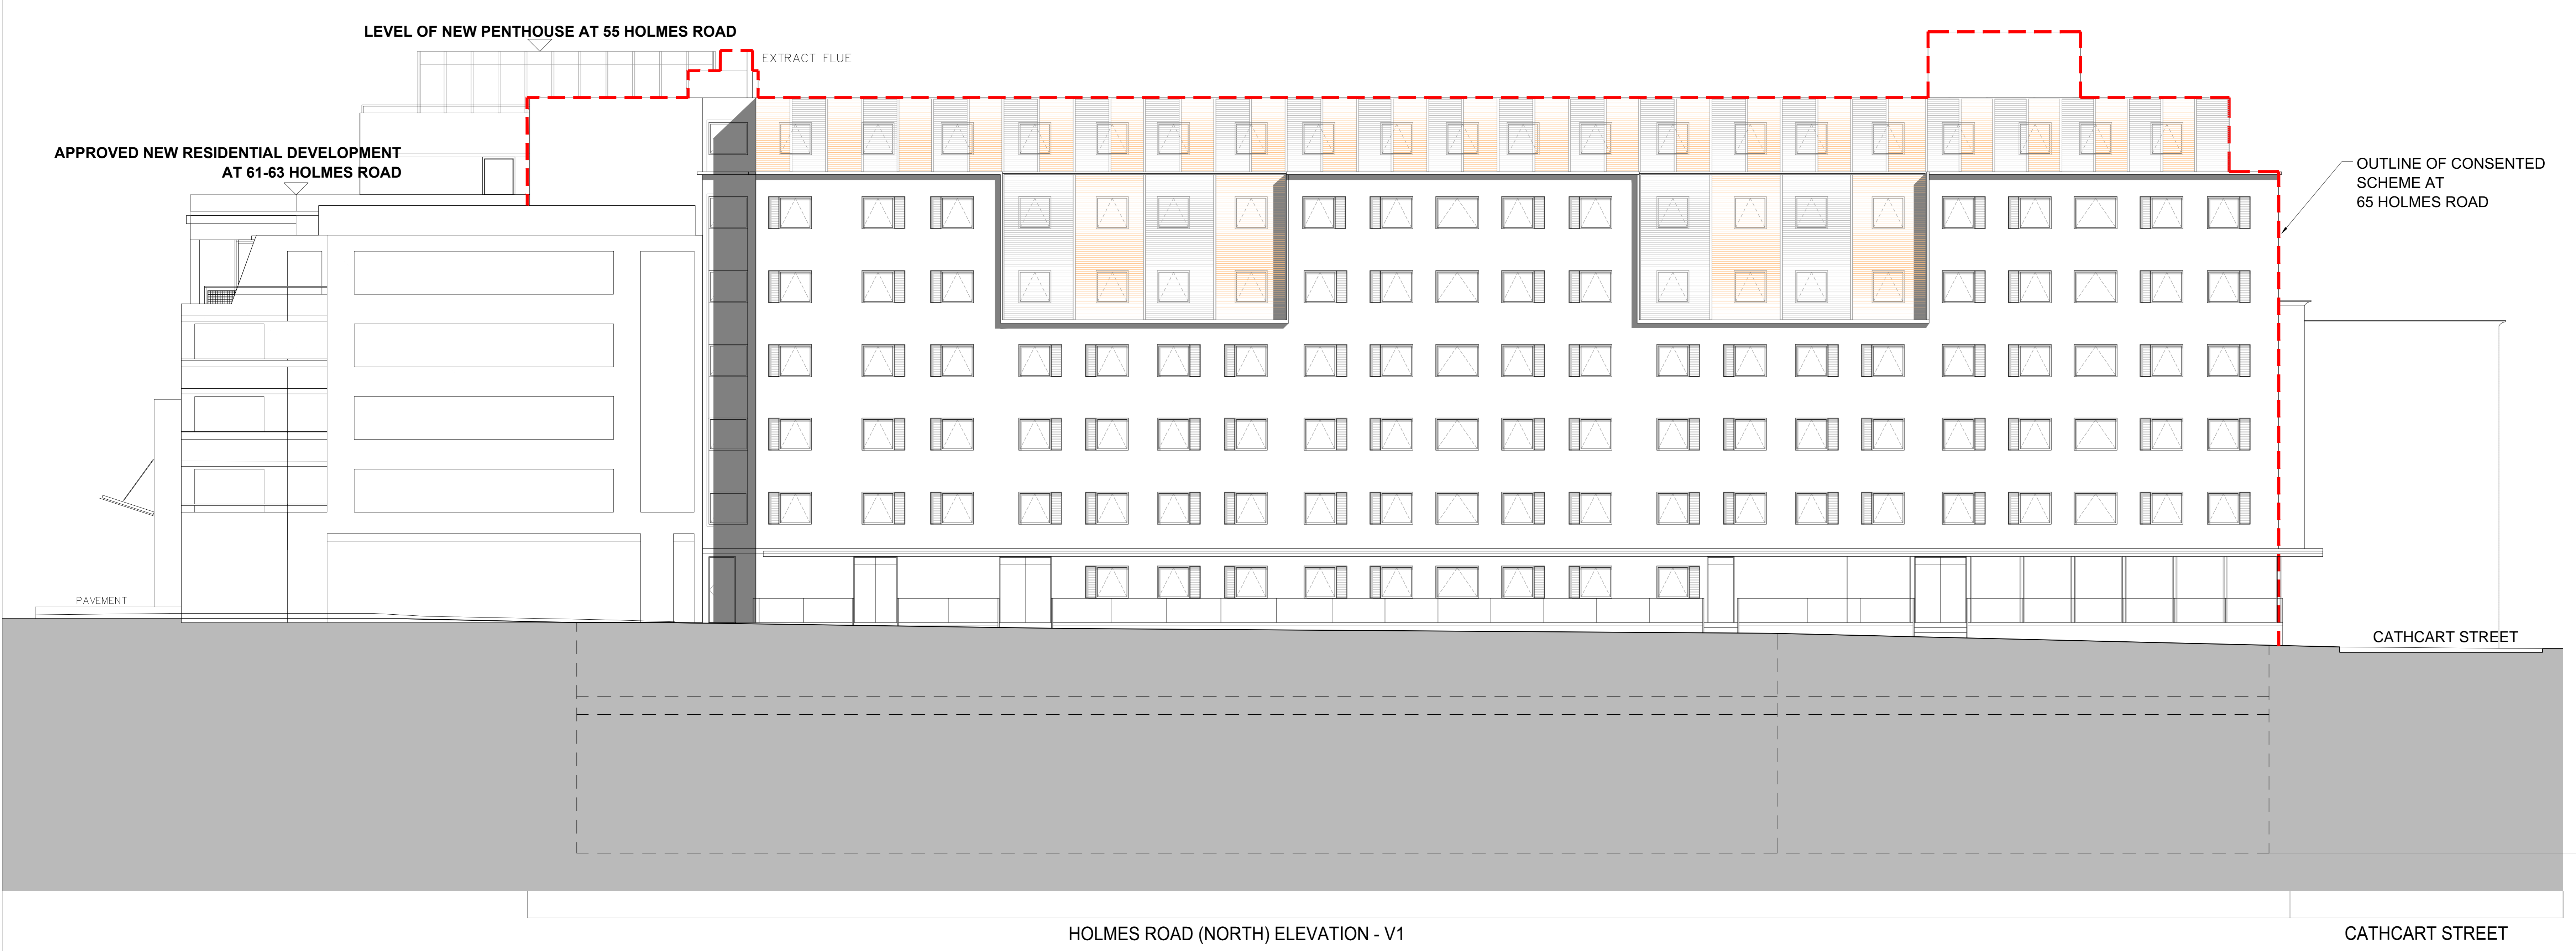 LEVEL OF NEW PENTHOUSE AT 55 HOLMES ROAD
EXTRACT FLUE
APPROVED NEW RESIDENTIAL DEVELOPMENT
AT 61-63 HOLMES ROAD
OUTLINE OF CONSENTED
SCHEME AT
65 HOLMES ROAD
PAVEMENT
CATHCART STREET
HOLMES ROAD (NORTH) ELEVATION - V1
CATHCART STREET